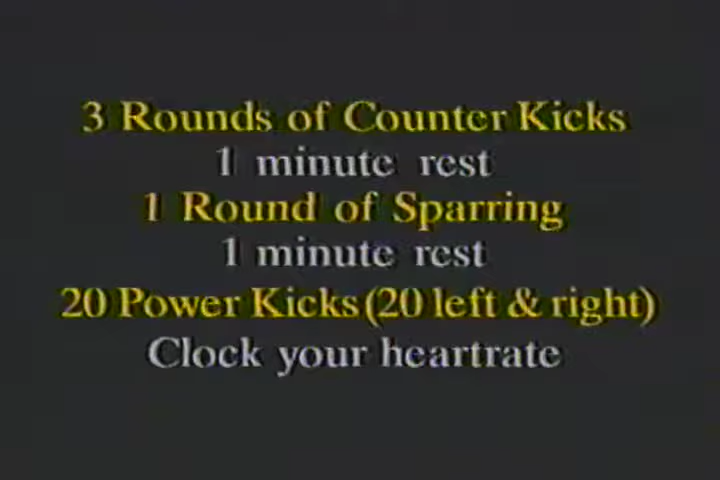 3 Rounds of Counter Kicks
1 minute rest
1 Round of Sparring
1 minute rest
20 Power Kicks (20 left & right)
Clock your heartrate